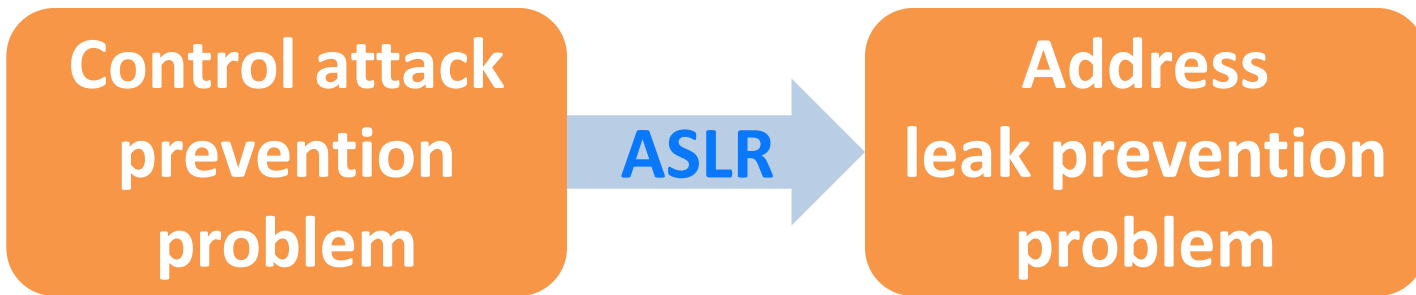 Control attack
prevention
problem
ASLR
Address
leak prevention
problem